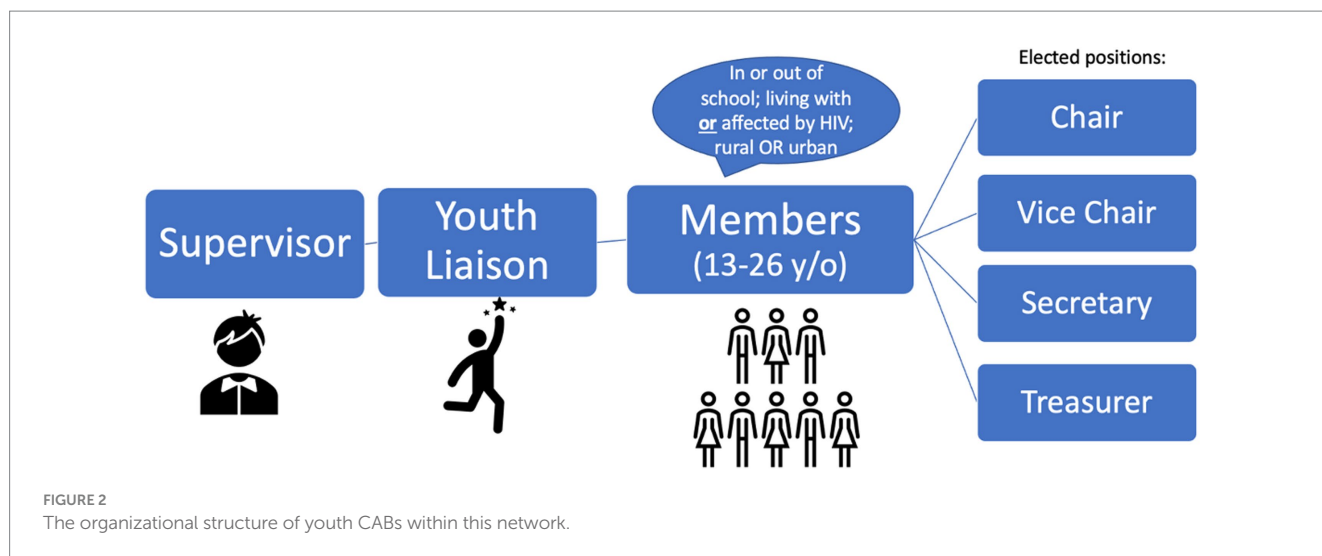 Supervisor
Youth
Liaison
In or out of
school; living with
or affected by HIV;
rural OR urban
Members
(13-26 y/o)
Elected positions:
Chair
Vice Chair
Secretary
Treasurer
FIGURE 2
The organizational structure of youth CABs within this network.